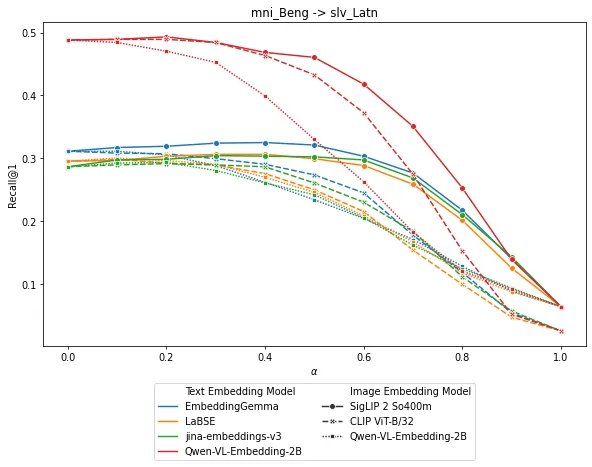 mni_Beng -> slv_Latn
Recall@1
0.5
0.4
0.3
0.2
0.1
0.0 0.2 0.4 0.6 0.8 1.0
α
Text Embedding Model Image Embedding Model
EmbeddingGemma SigLIP 2 So400m
LaBSE CLIP ViT-B/32
jina-embeddings-v3 Qwen-VL-Embedding-2B
Qwen-VL-Embedding-2B